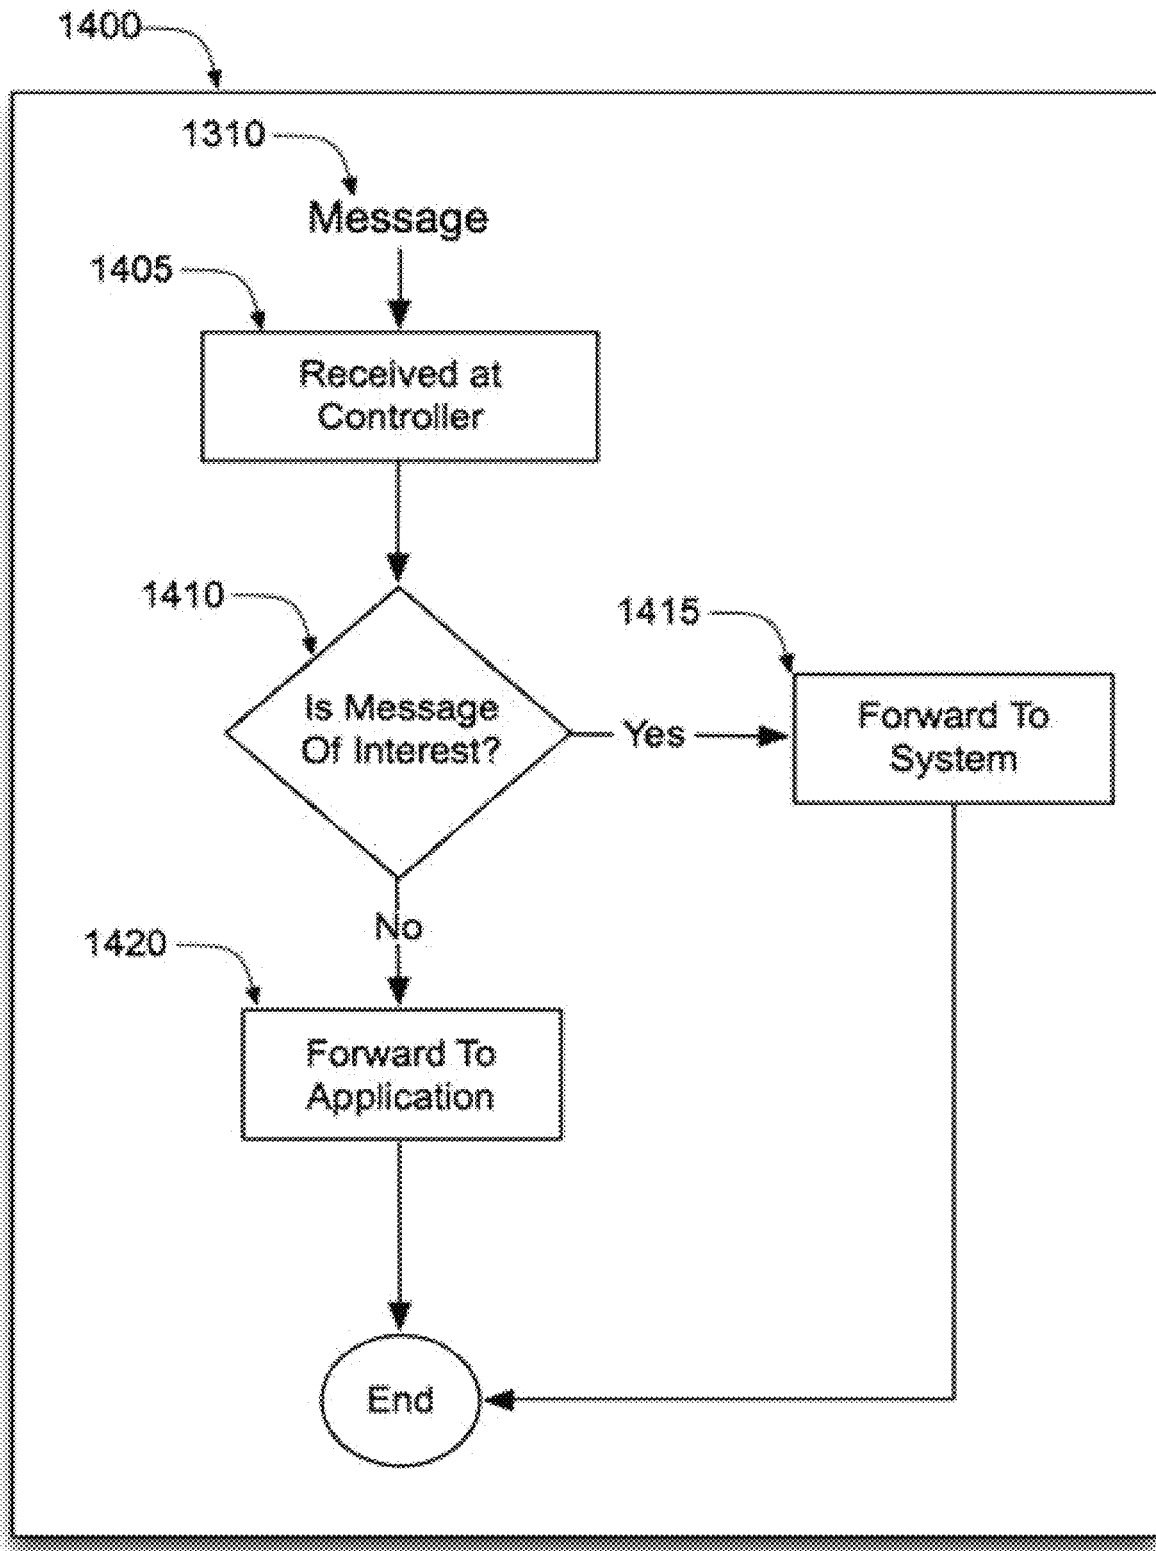 1400
1310
Message
1405
Received at
Controller
1410
Is Message
Of Interest?
Yes
1415
Forward To
System
No
1420
Forward To
Application
End